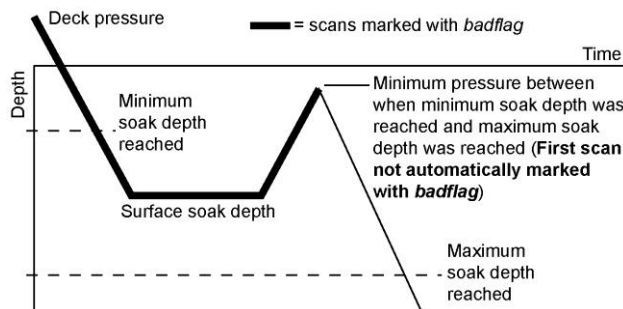 Deck pressure
= scans marked with badflag
Time
Depth
Minimum
soak depth
reached
Minimum pressure between
when minimum soak depth was
reached and maximum soak
depth was reached (First scan
not automatically marked
with badflag)
Surface soak depth
Maximum
soak depth
reached